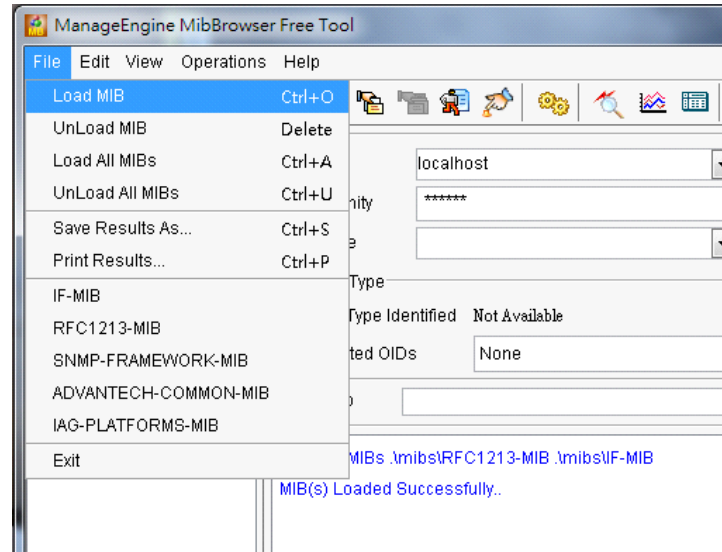 ManageEngine MibBrowser Free Tool
File Edit View Operations Help
Load MIB Ctrl+O
UnLoad MIB Delete
Load All MIBs Ctrl+A
UnLoad All MIBs Ctrl+U
Save Results As... Ctrl+S
Print Results... Ctrl+P
IF-MIB
RFC1213-MIB
SNMP-FRAMEWORK-MIB
ADVANTECH-COMMON-MIB
IAG-PLATFORMS-MIB
Exit
localhost
nity ******
Type
Type Identified Not Available
ted OIDs None
MIBs .\mibs\RFC1213-MIB .\mibs\IF-MIB
MIB(s) Loaded Successfully..